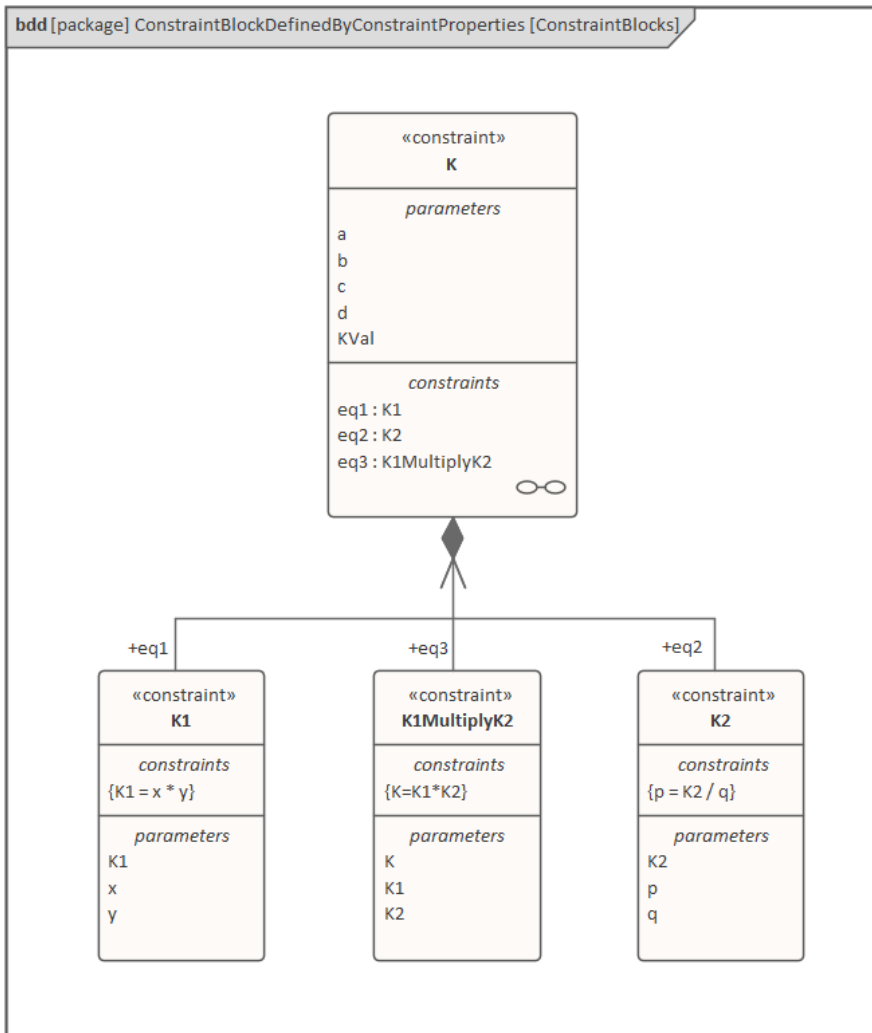 bdd [package] ConstraintBlockDefinedByConstraintProperties [ConstraintBlocks]
«constraint»
K
parameters
a
b
c
d
KVal
constraints
eq1 : K1
eq2 : K2
eq3 : K1MultiplyK2
+eq1
+eq3
+eq2
«constraint»
K1
constraints
{K1 = x * y}
parameters
K1
x
y
«constraint»
K1MultiplyK2
constraints
{K=K1*K2}
parameters
K
K1
K2
«constraint»
K2
constraints
{p = K2 / q}
parameters
K2
p
q